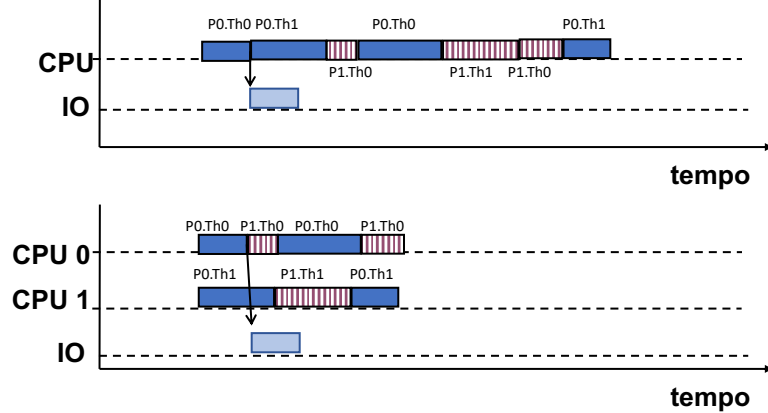 P0.Th0 P0.Th1 P0.Th0 P0.Th1
CPU
P1.Th0 P1.Th1 P1.Th0
IO
tempo
P0.Th0 P1.Th0 P0.Th0 P1.Th0
CPU 0
P0.Th1 P1.Th1 P0.Th1
CPU 1
IO
tempo